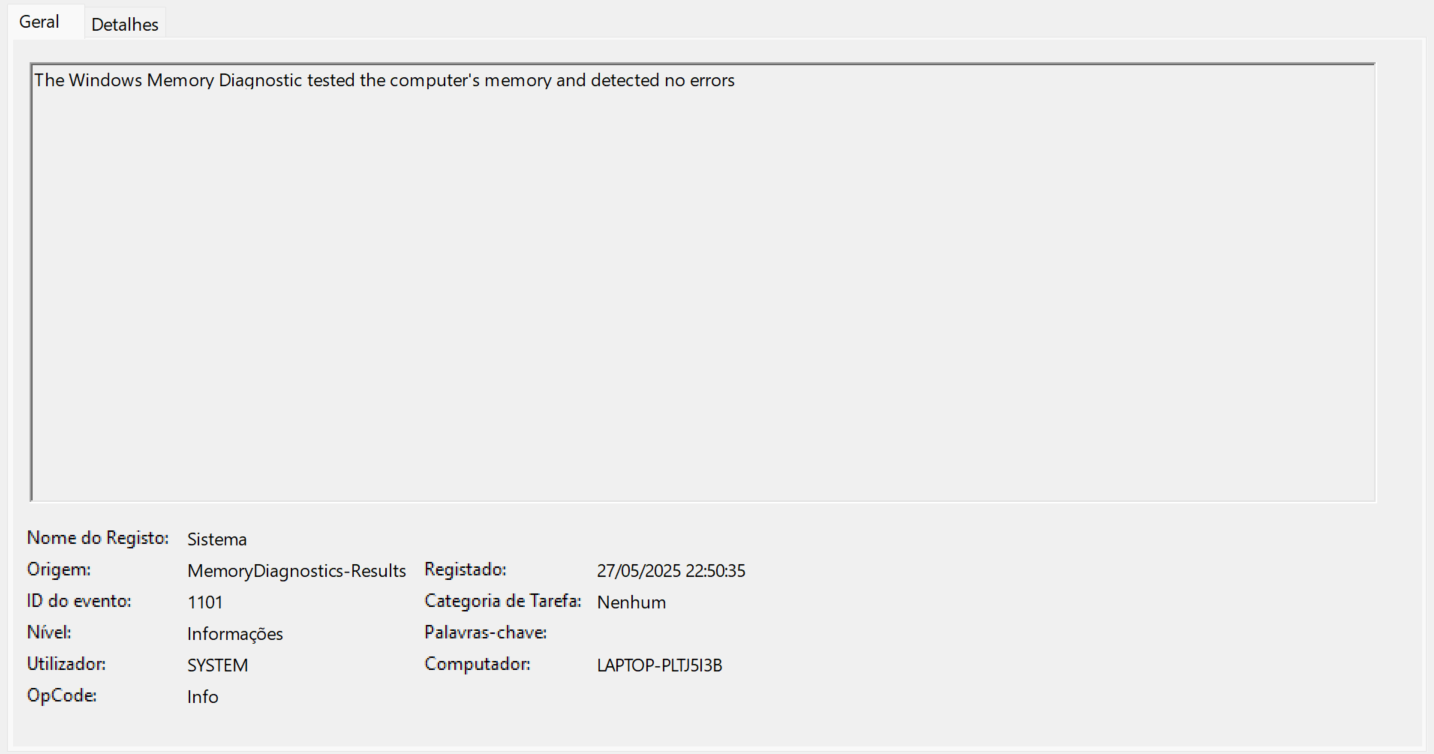 Geral Detalhes
The Windows Memory Diagnostic tested the computer's memory and detected no errors
Nome do Registo: Sistema
Origem: MemoryDiagnostics-Results Registado: 27/05/2025 22:50:35
ID do evento: 1101 Categoria de Tarefa: Nenhum
Nível: Informações Palavras-chave:
Utilizador: SYSTEM Computador: LAPTOP-PLTJ5I3B
OpCode: Info